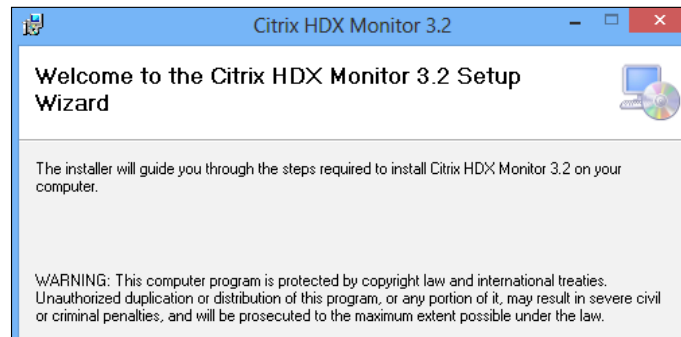 Citrix HDX Monitor 3.2
Welcome to the Citrix HDX Monitor 3.2 Setup
Wizard
The installer will guide you through the steps required to install Citrix HDX Monitor 3.2 on your
computer.
WARNING: This computer program is protected by copyright law and international treaties.
Unauthorized duplication or distribution of this program, or any portion of it, may result in severe civil
or criminal penalties, and will be prosecuted to the maximum extent possible under the law.